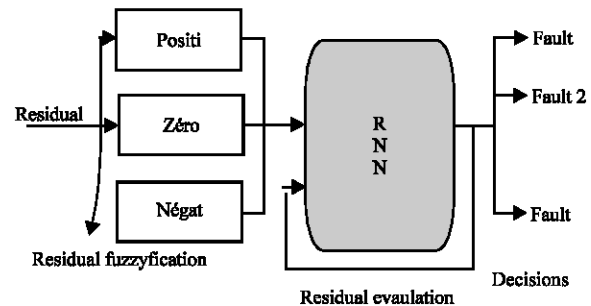 Positi
Fault
Residual
Zéro
R
N
N
Fault 2
Négat
Fault
Residual fuzzyfication
Decisions
Residual evaulation